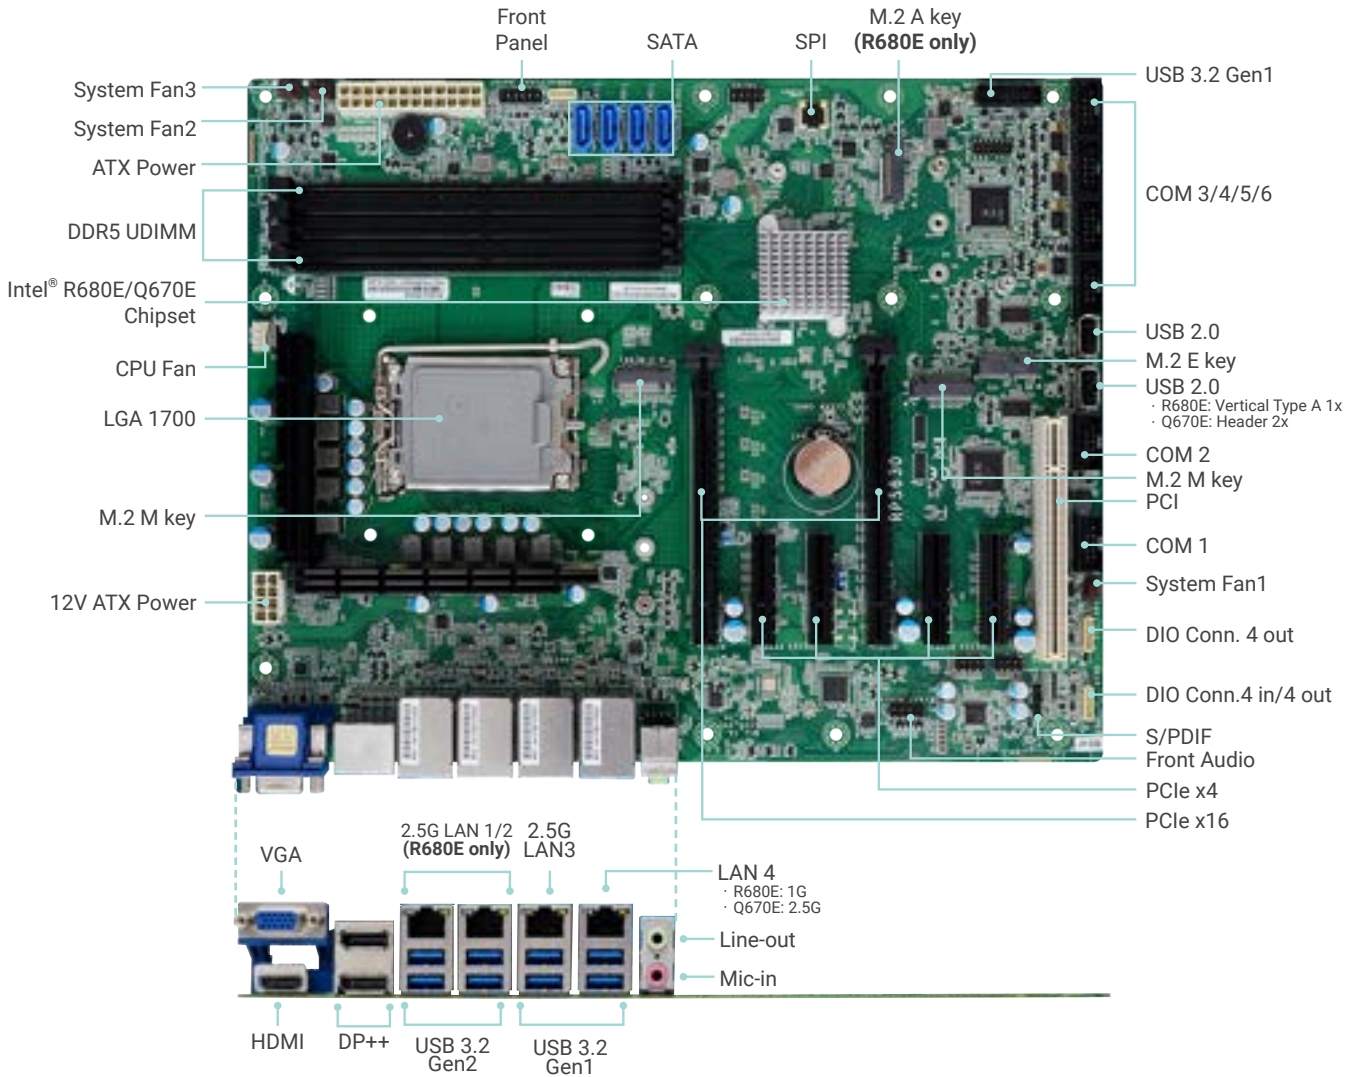 Front
Panel
SATA
SPI
M.2 A key
(R680E only)
System Fan3
System Fan2
ATX Power
DDR5 UDIMM
Intel® R680E/Q670E
Chipset
CPU Fan
LGA 1700
M.2 M key
12V ATX Power
USB 3.2 Gen1
COM 3/4/5/6
USB 2.0
M.2 E key
USB 2.0
· R680E: Vertical Type A 1x
· Q670E: Header 2x
COM 2
M.2 M key
PCI
COM 1
System Fan1
DIO Conn. 4 out
DIO Conn.4 in/4 out
S/PDIF
Front Audio
PCIe x4
PCIe x16
RPS630
VGA
2.5G LAN 1/2
(R680E only)
2.5G
LAN3
LAN 4
· R680E: 1G
· Q670E: 2.5G
Line-out
Mic-in
HDMI
DP++
USB 3.2
Gen2
USB 3.2
Gen1